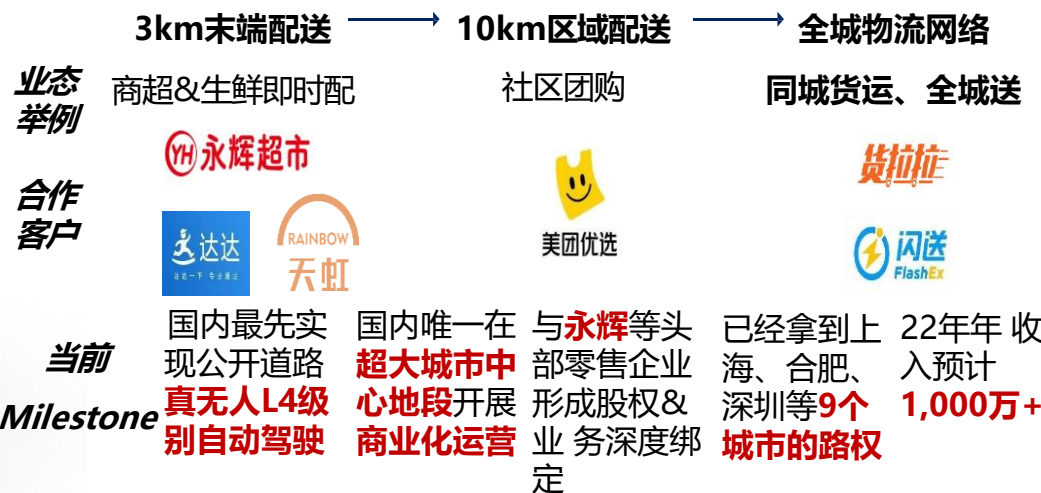 3km末端配送
10km区域配送
全城物流网络
业态
举例
商超&生鲜即时配
社区团购
同城货运、全城送
合作
客户
YH 永辉超市
达达
达达一下 专业速达
RAINBOW
天虹
美团优选
货拉拉
闪送
FlashEx
当前
Milestone
国内最先实
现公开道路
真无人L4级
别自动驾驶
国内唯一在
超大城市中
心地段开展
商业化运营
与永辉等头
部零售企业
形成股权&
业 务深度绑
定
已经拿到上
海、合肥、
深圳等9个
城市的路权
22年年 收
入预计
1,000万+